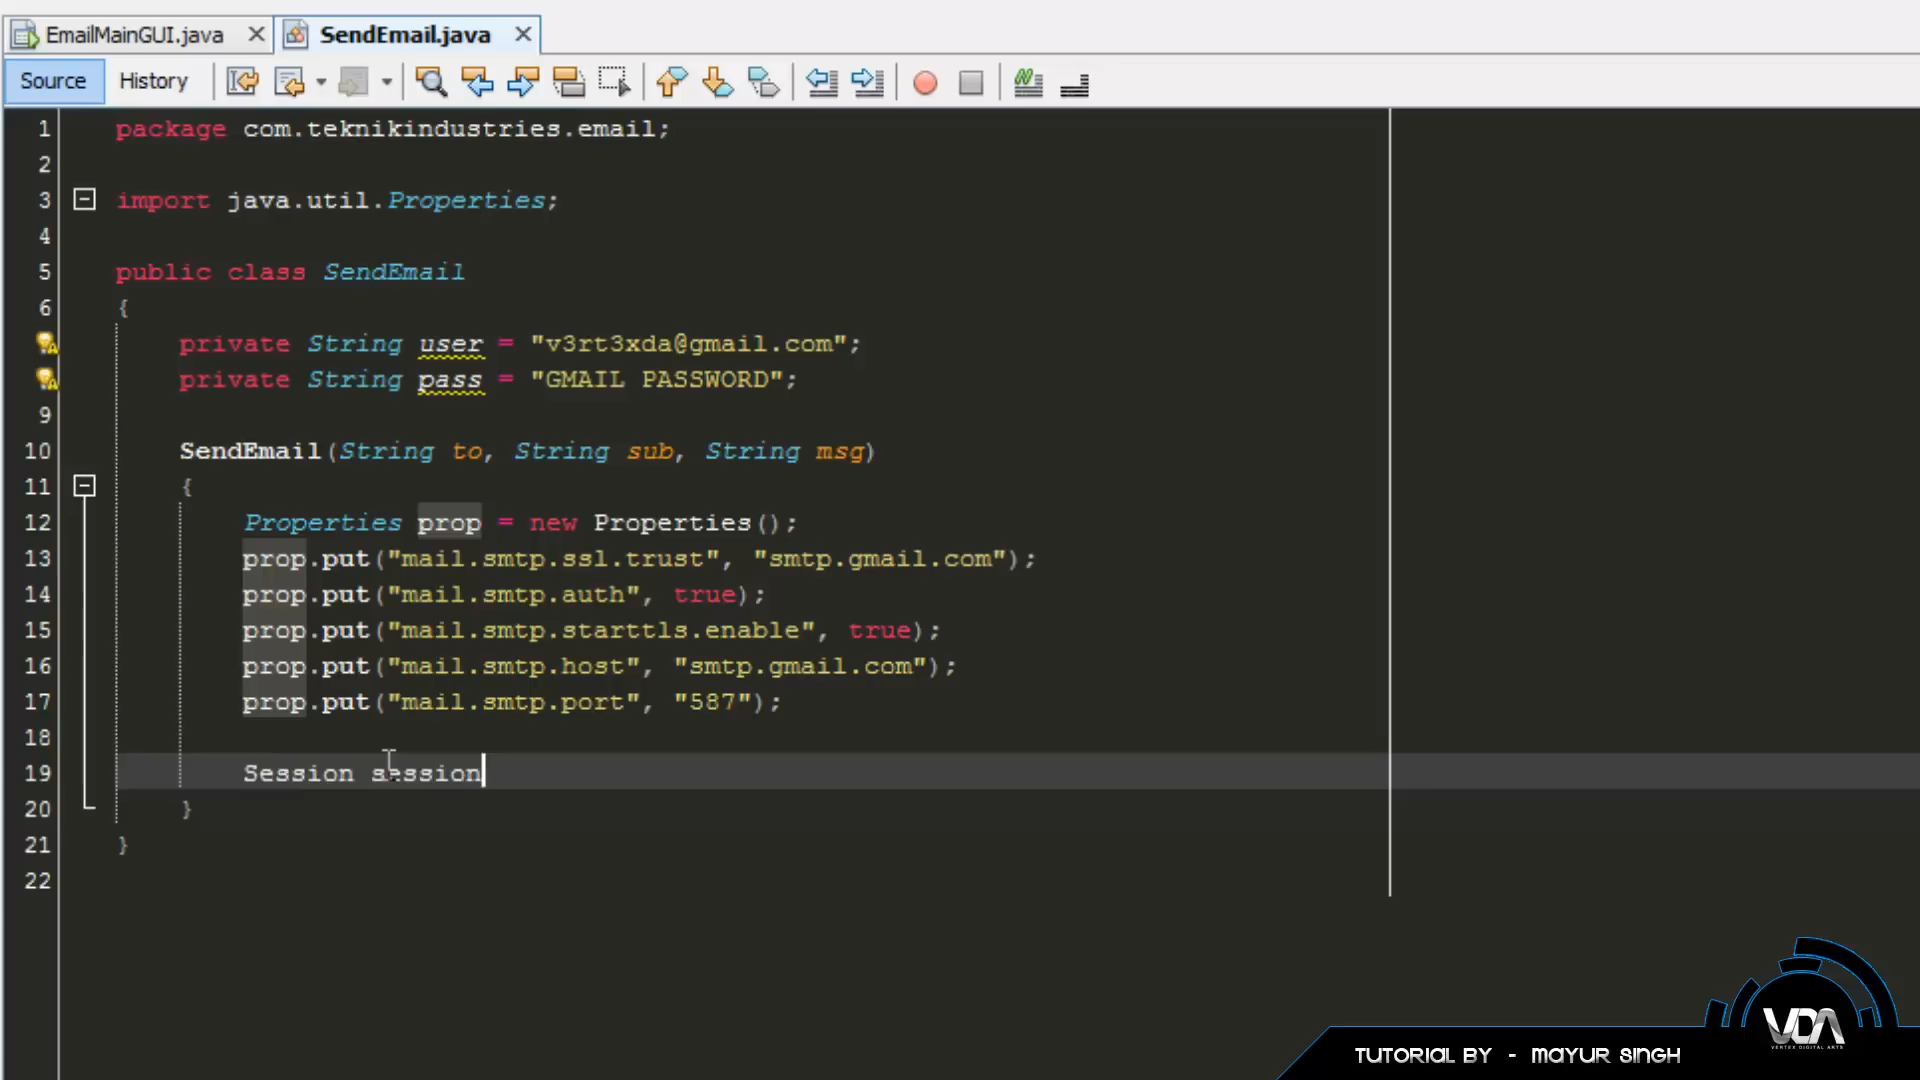 EmailMainGUI.java SendEmail.java
Source History
1 package com.teknikindustries.email;
2
3 import java.util.Properties;
4
5 public class SendEmail
6 {
private String user = "v3rt3xda@gmail.com";
private String pass = "GMAIL PASSWORD";
9
10 SendEmail(String to, String sub, String msg)
11 {
12 Properties prop = new Properties();
13 prop.put("mail.smtp.ssl.trust", "smtp.gmail.com");
14 prop.put("mail.smtp.auth", true);
15 prop.put("mail.smtp.starttls.enable", true);
16 prop.put("mail.smtp.host", "smtp.gmail.com");
17 prop.put("mail.smtp.port", "587");
18
19 Session session
20 }
21 }
22
VDA
VERTEX DIGITAL ARTS
TUTORIAL BY - MAYUR SINGH